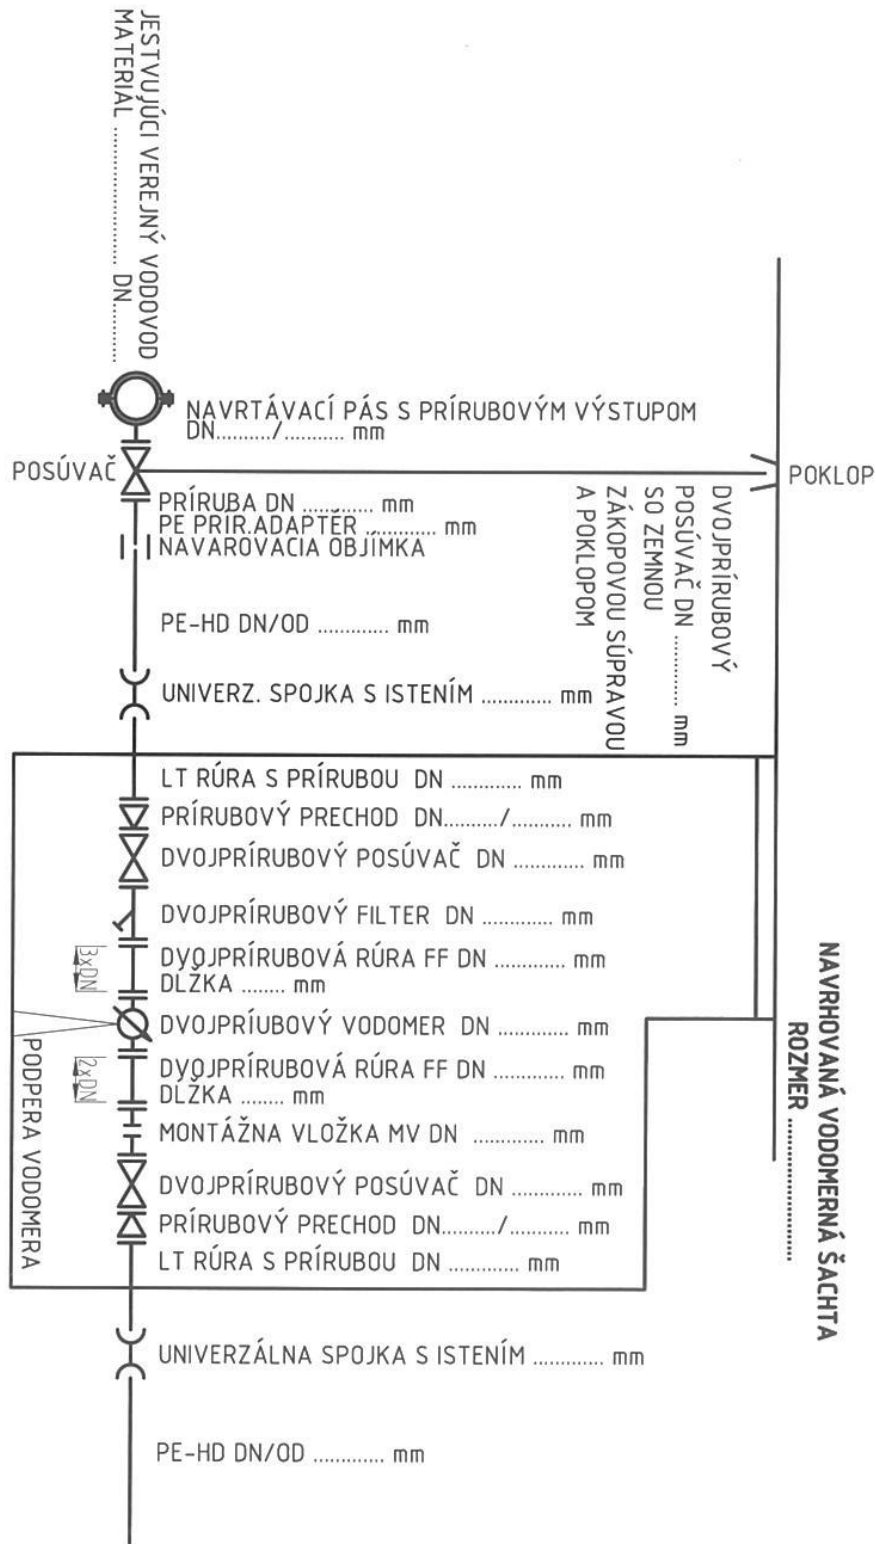 JESTVUJÚCI VEREJNÝ VODOVOD
MATERIÁL ........................ DN..........
NAVRTÁVACÍ PÁS S PRÍRUBOVÝM VÝSTUPOM
DN........../........... mm
POSÚVAČ
POKLOP
PRÍRUBA DN ............. mm
PE PRÍR.ADAPTÉR ............. mm
NAVAROVACIA OBJÍMKA
DVOJPRÍRUBOVÝ
POSÚVAČ DN ............. mm
SO ZEMNOU
ZÁKOPOVOU SÚPRAVOU
A POKLOPOM
PE-HD DN/OD ............. mm
UNIVERZ. SPOJKA S ISTENÍM ............. mm
LT RÚRA S PRÍRUBOU DN ............. mm
PRÍRUBOVÝ PRECHOD DN........../........... mm
DVOJPRÍRUBOVÝ POSÚVAČ DN ............. mm
DVOJPRÍRUBOVÝ FILTER DN ............. mm
3xDN
DVOJPRÍRUBOVÁ RÚRA FF DN ............. mm
DĹŽKA ........ mm
DVOJPRÍUBOVÝ VODOMER DN ............. mm
2xDN
DVOJPRÍRUBOVÁ RÚRA FF DN ............. mm
DĹŽKA ........ mm
MONTÁŽNA VLOŽKA MV DN ............. mm
DVOJPRÍRUBOVÝ POSÚVAČ DN ............. mm
PRÍRUBOVÝ PRECHOD DN........../........... mm
LT RÚRA S PRÍRUBOU DN ............. mm
PODPERA VODOMERA
NAVRHOVANÁ VODOMERNÁ ŠACHTA
ROZMER ........................
UNIVERZÁLNA SPOJKA S ISTENÍM ............. mm
PE-HD DN/OD ............. mm